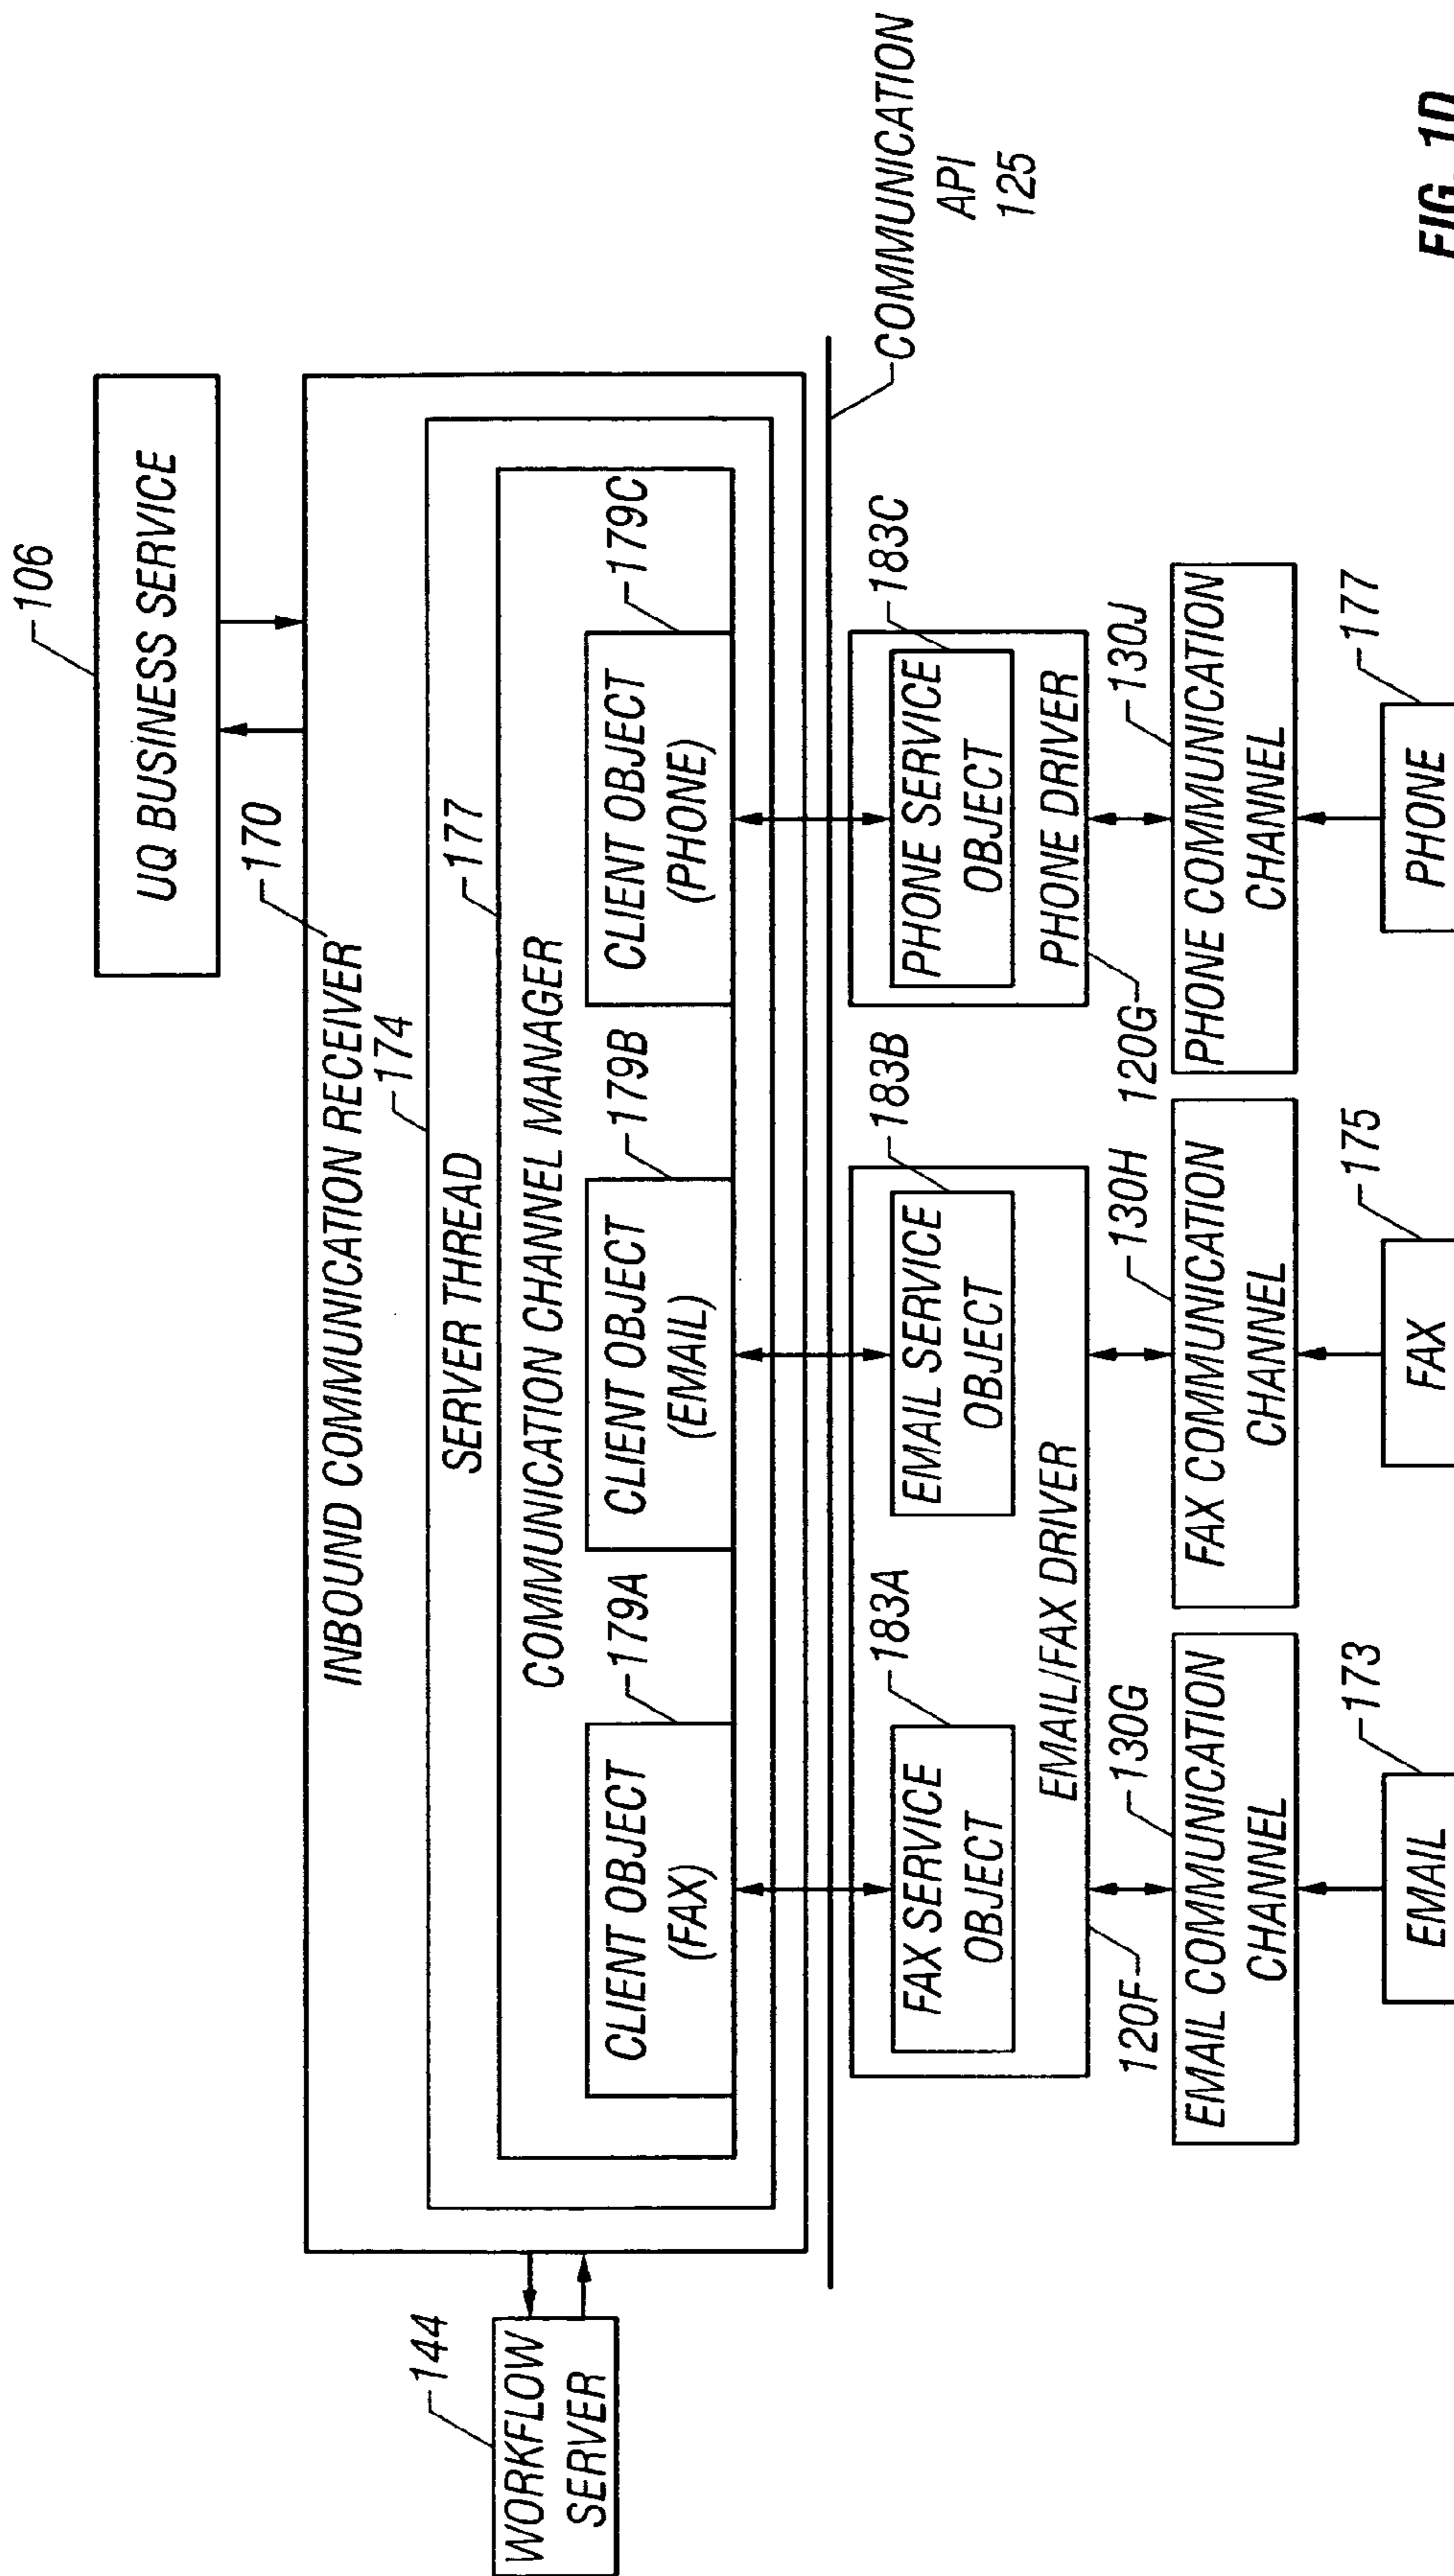 106
UQ BUSINESS SERVICE
170
INBOUND COMMUNICATION RECEIVER
174
SERVER THREAD
177
COMMUNICATION CHANNEL MANAGER
144
WORKFLOW
SERVER
179A
CLIENT OBJECT
(FAX)
179B
CLIENT OBJECT
(EMAIL)
179C
CLIENT OBJECT
(PHONE)
COMMUNICATION
API
125
183A
FAX SERVICE
OBJECT
183B
EMAIL SERVICE
OBJECT
EMAIL/FAX DRIVER
183C
PHONE SERVICE
OBJECT
PHONE DRIVER
120F
130G
EMAIL COMMUNICATION
CHANNEL
130H
FAX COMMUNICATION
CHANNEL
120G
130J
PHONE COMMUNICATION
CHANNEL
173
EMAIL
175
FAX
177
PHONE
FIG. 1D